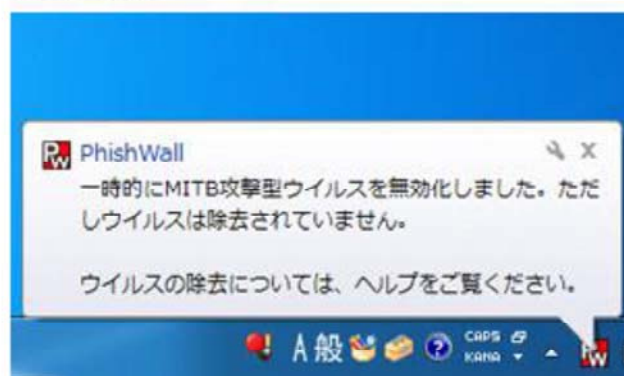 PhishWall
一時的にMITB攻撃型ウイルスを無効化しました。ただ
しウイルスは除去されていません。
ウイルスの除去については、ヘルプをご覧ください。
A 般 CAPS
KANA
PW